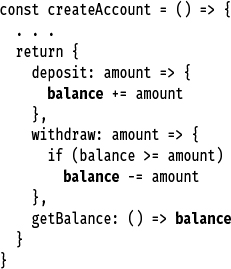 const createAccount = () => {
  . . .
  return {
    deposit: amount => {
      balance += amount
    },
    withdraw: amount => {
      if (balance >= amount)
        balance -= amount
    },
    getBalance: () => balance
  }
}